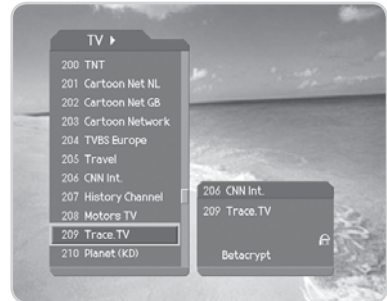 TV
200 TNT
201 Cartoon Net NL
202 Cartoon Net GB
203 Cartoon Network
204 TVBS Europe
205 Travel
206 CNN Int.
207 History Channel
208 Motors TV
209 Trace.TV
210 Planet (KD)
206 CNN Int.
209 Trace.TV
Betacrypt